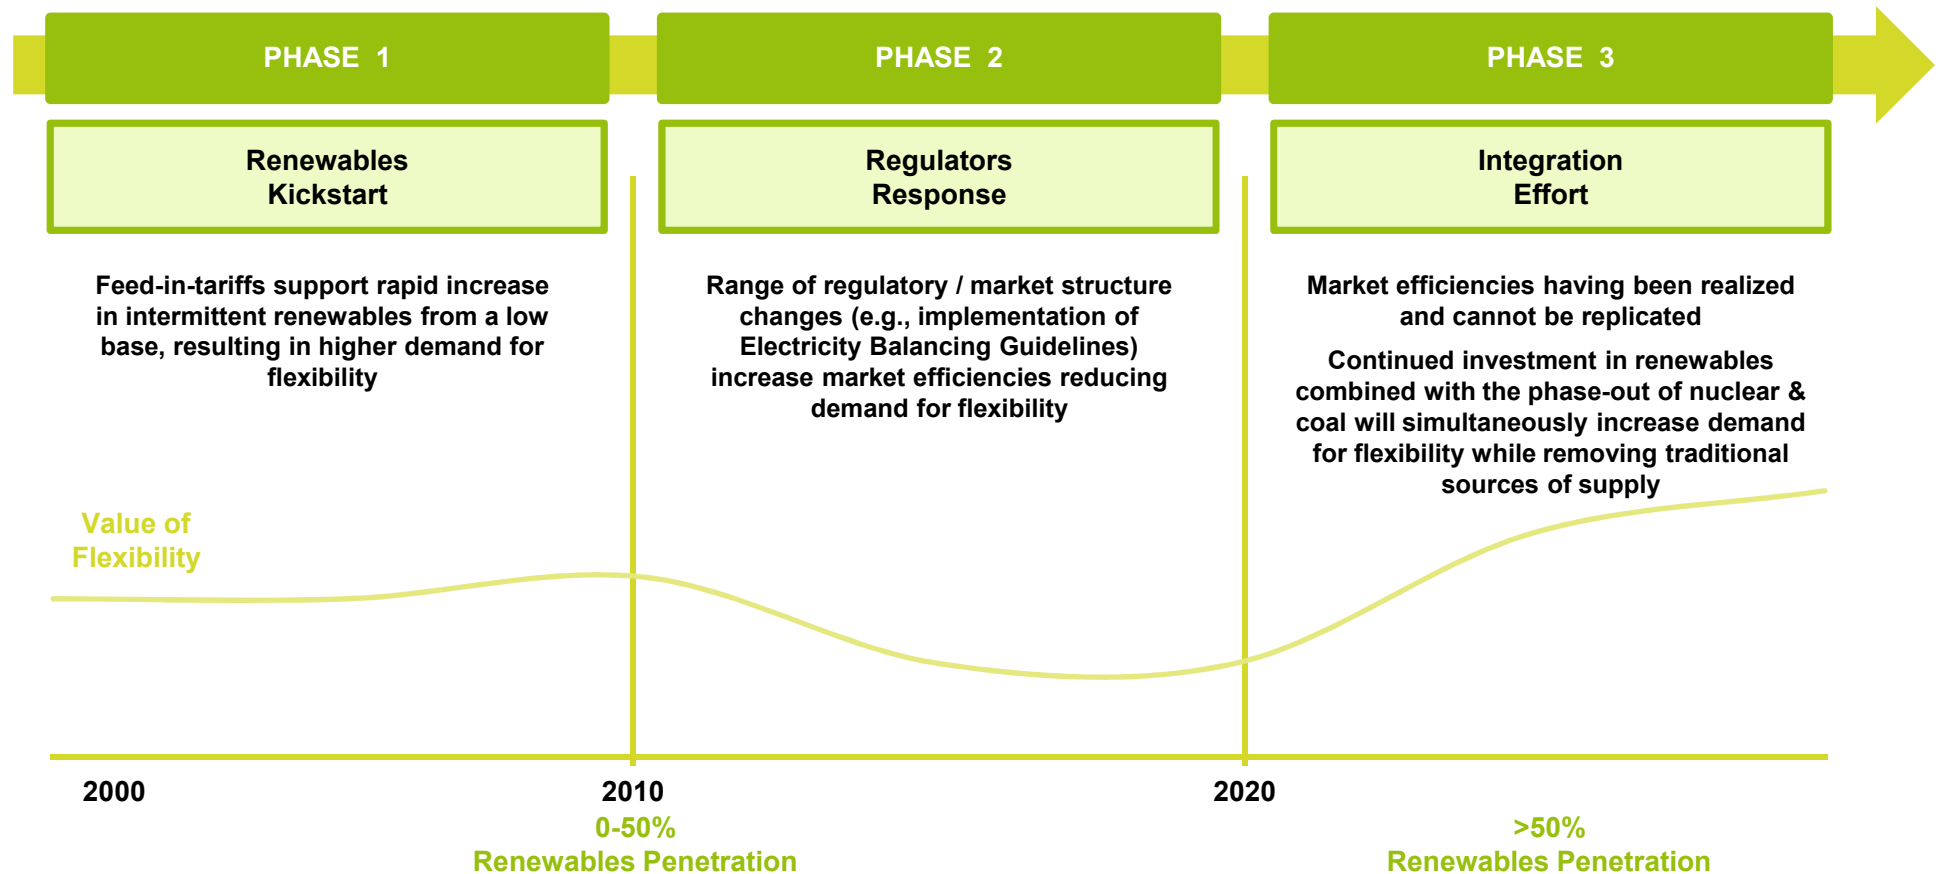 PHASE 1
PHASE 2
PHASE 3
Renewables
Kickstart
Regulators
Response
Integration
Effort
Feed-in-tariffs support rapid increase
in intermittent renewables from a low
base, resulting in higher demand for
flexibility
Range of regulatory / market structure
changes (e.g., implementation of
Electricity Balancing Guidelines)
increase market efficiencies reducing
demand for flexibility
Market efficiencies having been realized
and cannot be replicated
Continued investment in renewables
combined with the phase-out of nuclear &
coal will simultaneously increase demand
for flexibility while removing traditional
sources of supply
Value of
Flexibility
2000
2010
2020
0-50%
Renewables Penetration
>50%
Renewables Penetration